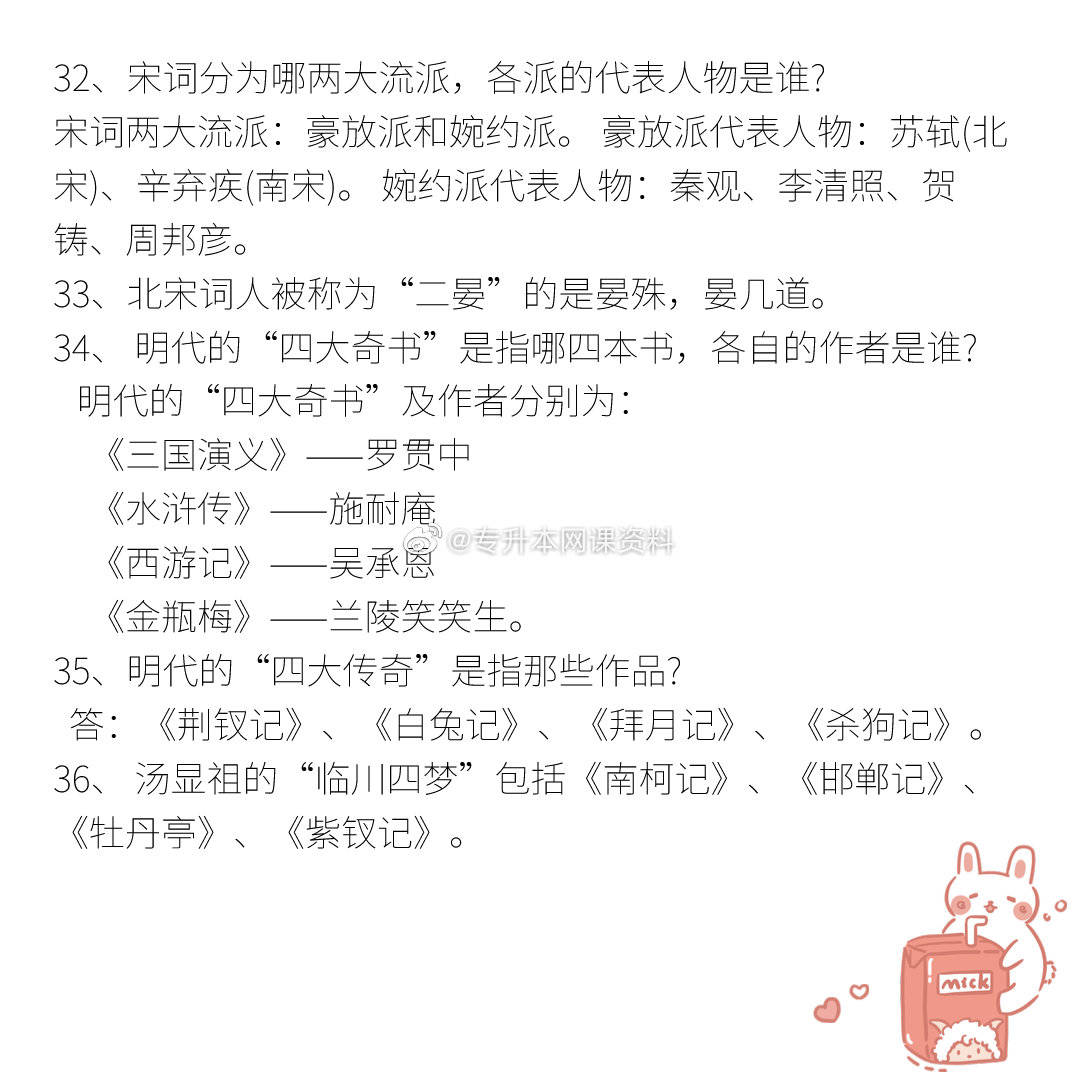 32、宋词分为哪两大流派，各派的代表人物是谁?
宋词两大流派：豪放派和婉约派。 豪放派代表人物：苏轼(北
宋)、辛弃疾(南宋)。 婉约派代表人物：秦观、李清照、贺
铸、周邦彦。
33、北宋词人被称为“二晏”的是晏殊，晏几道。
34、 明代的“四大奇书”是指哪四本书，各自的作者是谁?
明代的“四大奇书”及作者分别为：
《三国演义》——罗贯中
《水浒传》——施耐庵
@专升本网课资料
《西游记》——吴承恩
《金瓶梅》——兰陵笑笑生。
35、明代的“四大传奇”是指那些作品?
答：《荆钗记》、《白兔记》、 《拜月记》、《杀狗记》。
36、 汤显祖的“临川四梦”包括《南柯记》、《邯郸记》、
《牡丹亭》、《紫钗记》。
mick